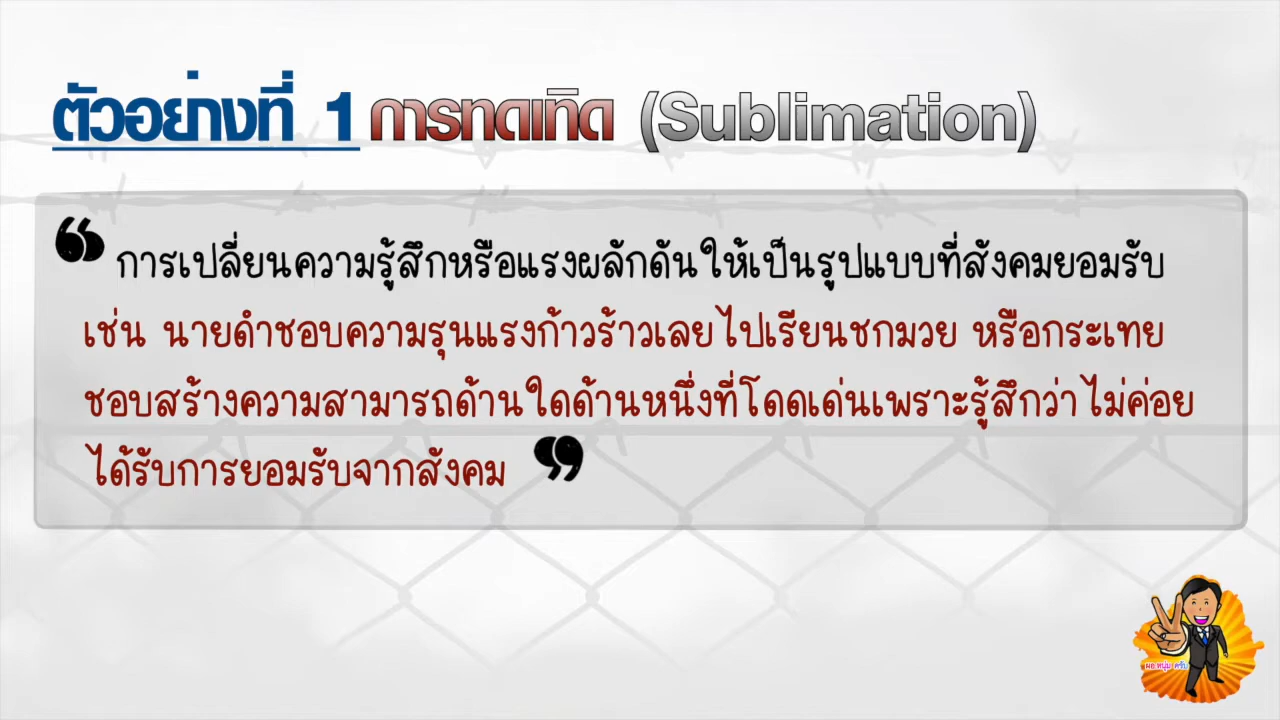 ตัวอย่างที่ 1 การทดเทิด (Sublimation)
“ การเปลี่ยนความรู้สึกหรือแรงผลักดันให้เป็นรูปแบบที่สังคมยอมรับ
เช่น นายดำชอบความรุนแรงก้าวร้าวเลยไปเรียนชกมวย หรือกระเทย
ชอบสร้างความสามารถด้านใดด้านหนึ่งที่โดดเด่นเพราะรู้สึกว่าไม่ค่อย
ได้รับการยอมรับจากสังคม ”
ผอ.หนุ่ม ครับ